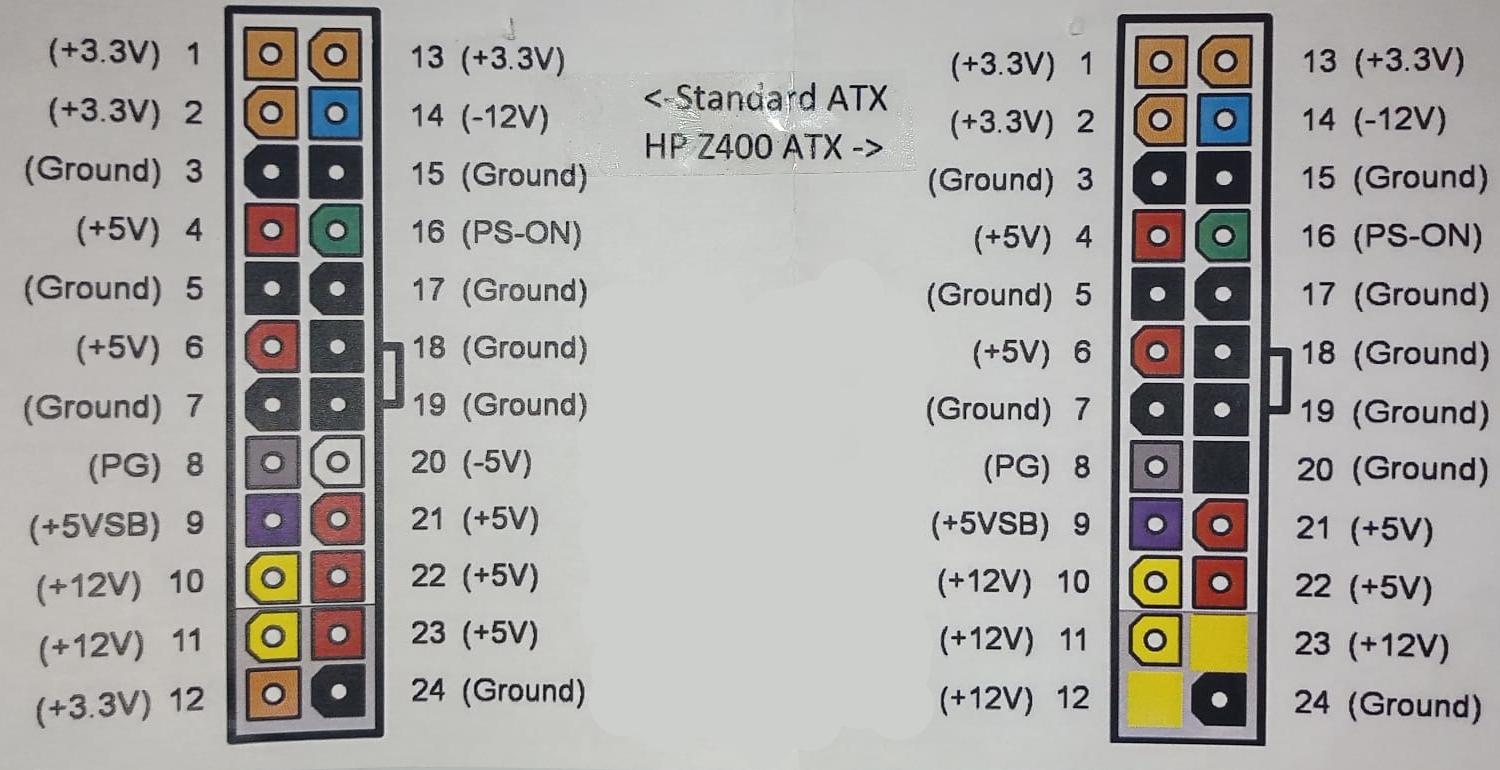 (+3.3V) 1
(+3.3V) 2
(Ground) 3
(+5V) 4
(Ground) 5
(+5V) 6
(Ground) 7
(PG) 8
(+5VSB) 9
(+12V) 10
(+12V) 11
(+3.3V) 12
13 (+3.3V)
14 (-12V)
15 (Ground)
16 (PS-ON)
17 (Ground)
18 (Ground)
19 (Ground)
20 (-5V)
21 (+5V)
22 (+5V)
23 (+5V)
24 (Ground)
<-Standard ATX
HP Z400 ATX ->
(+3.3V) 1
(+3.3V) 2
(Ground) 3
(+5V) 4
(Ground) 5
(+5V) 6
(Ground) 7
(PG) 8
(+5VSB) 9
(+12V) 10
(+12V) 11
(+12V) 12
13 (+3.3V)
14 (-12V)
15 (Ground)
16 (PS-ON)
17 (Ground)
18 (Ground)
19 (Ground)
20 (Ground)
21 (+5V)
22 (+5V)
23 (+12V)
24 (Ground)